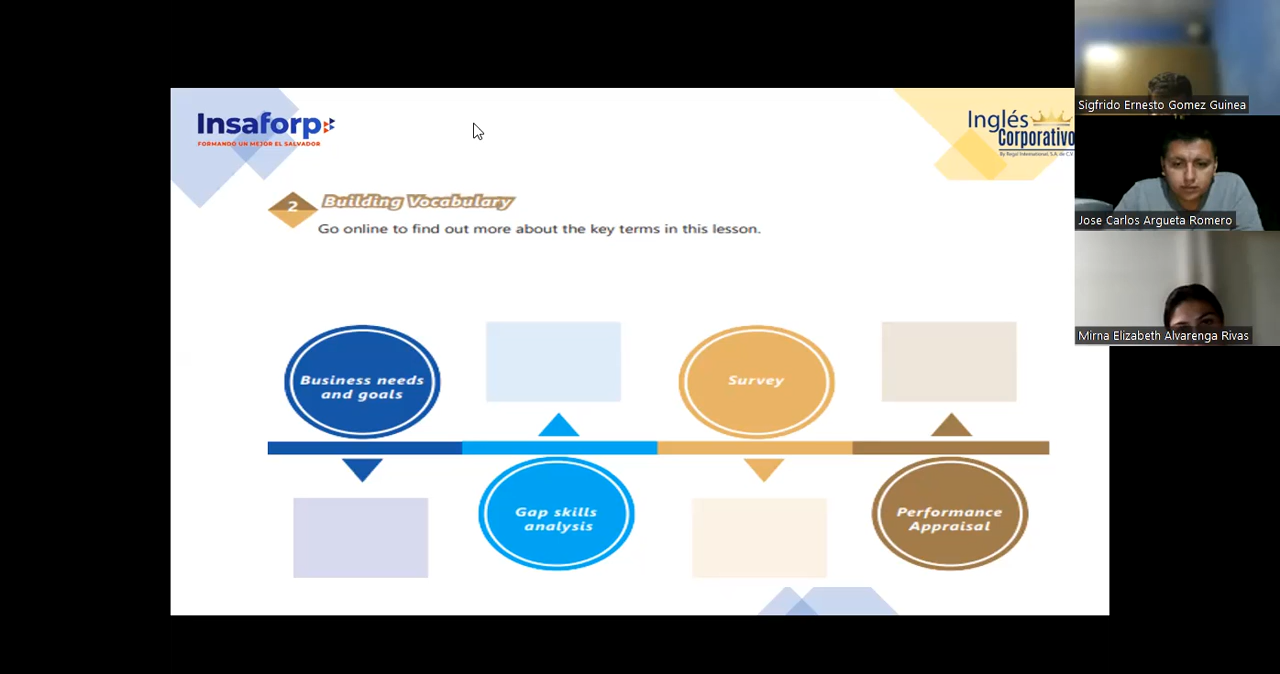 Insaforp
FORMANDO UN MEJOR EL SALVADOR
Inglés
Corporativo
By Regal International, S.A. de C.V.
2
Building Vocabulary
Go online to find out more about the key terms in this lesson.
Business needs
and goals
Gap skills
analysis
Survey
Performance
Appraisal
Sigfrido Ernesto Gomez Guinea
Jose Carlos Argueta Romero
Mirna Elizabeth Alvarenga Rivas